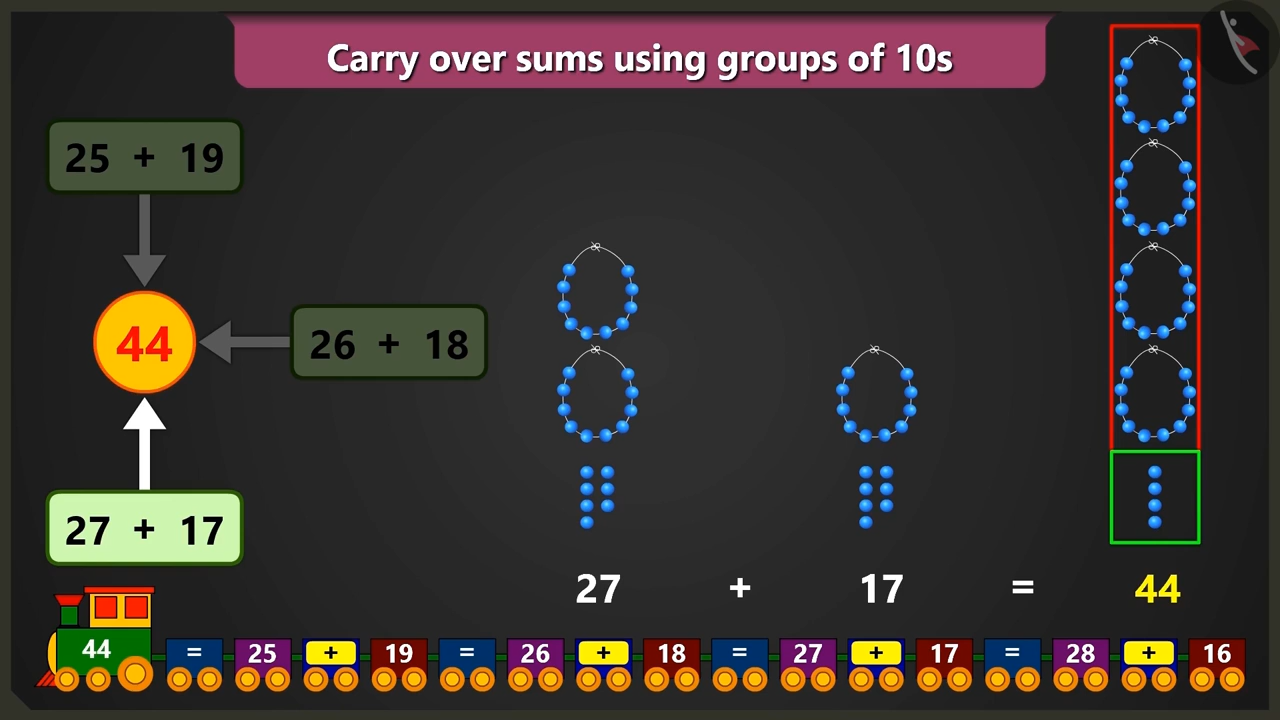 Carry over sums using groups of 10s
25 + 19
44
26 + 18
27 + 17
27 + 17 = 44
44 = 25 + 19 = 26 + 18 = 27 + 17 = 28 + 16